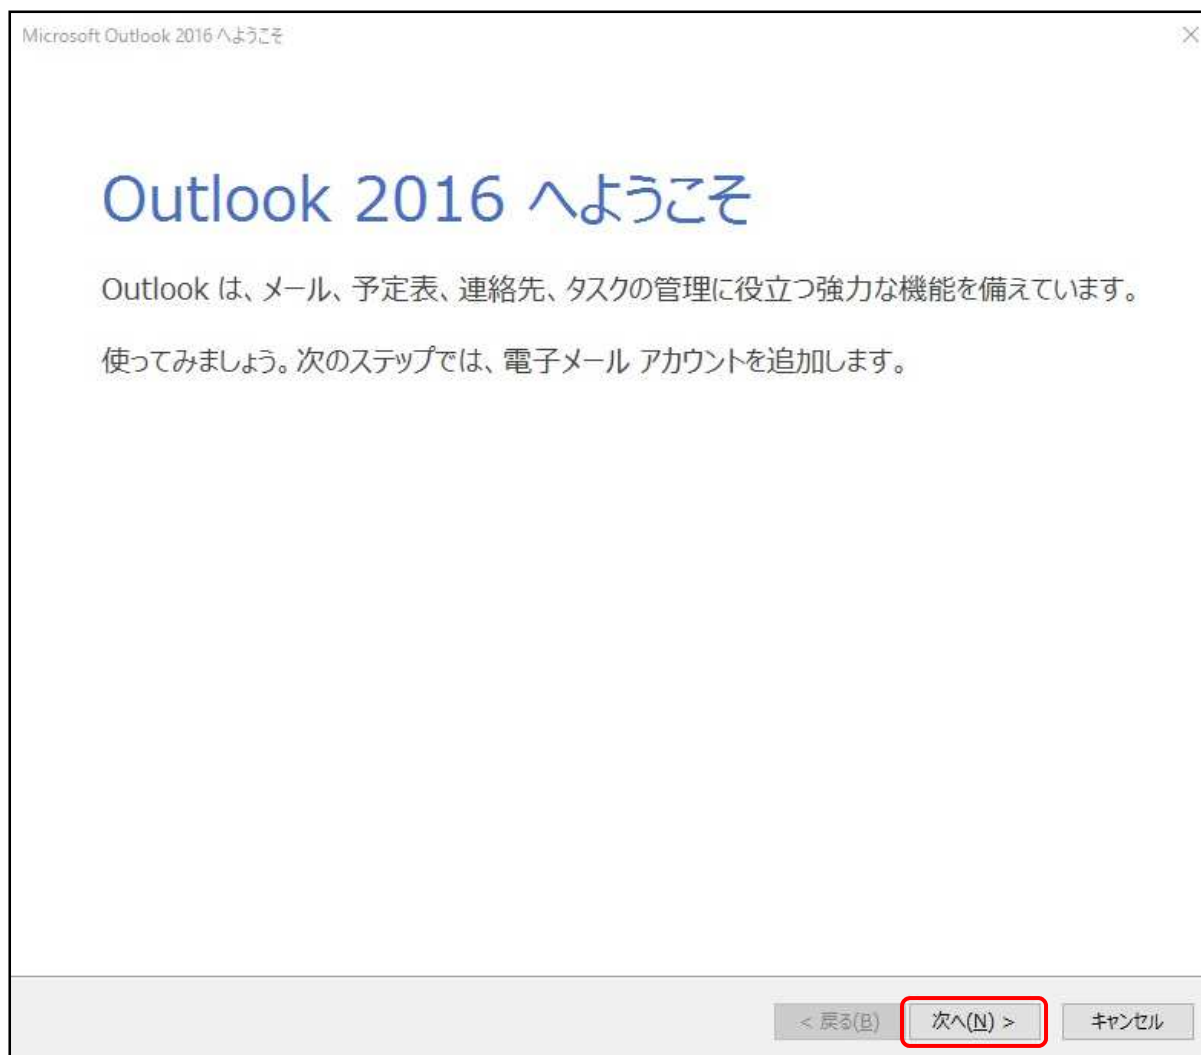 Microsoft Outlook 2016 へようこそ
Outlook 2016 へようこそ
Outlook は、メール、予定表、連絡先、タスクの管理に役立つ強力な機能を備えています。
使ってみましょう。次のステップでは、電子メール アカウントを追加します。
< 戻る(B) 次へ(N) > キャンセル